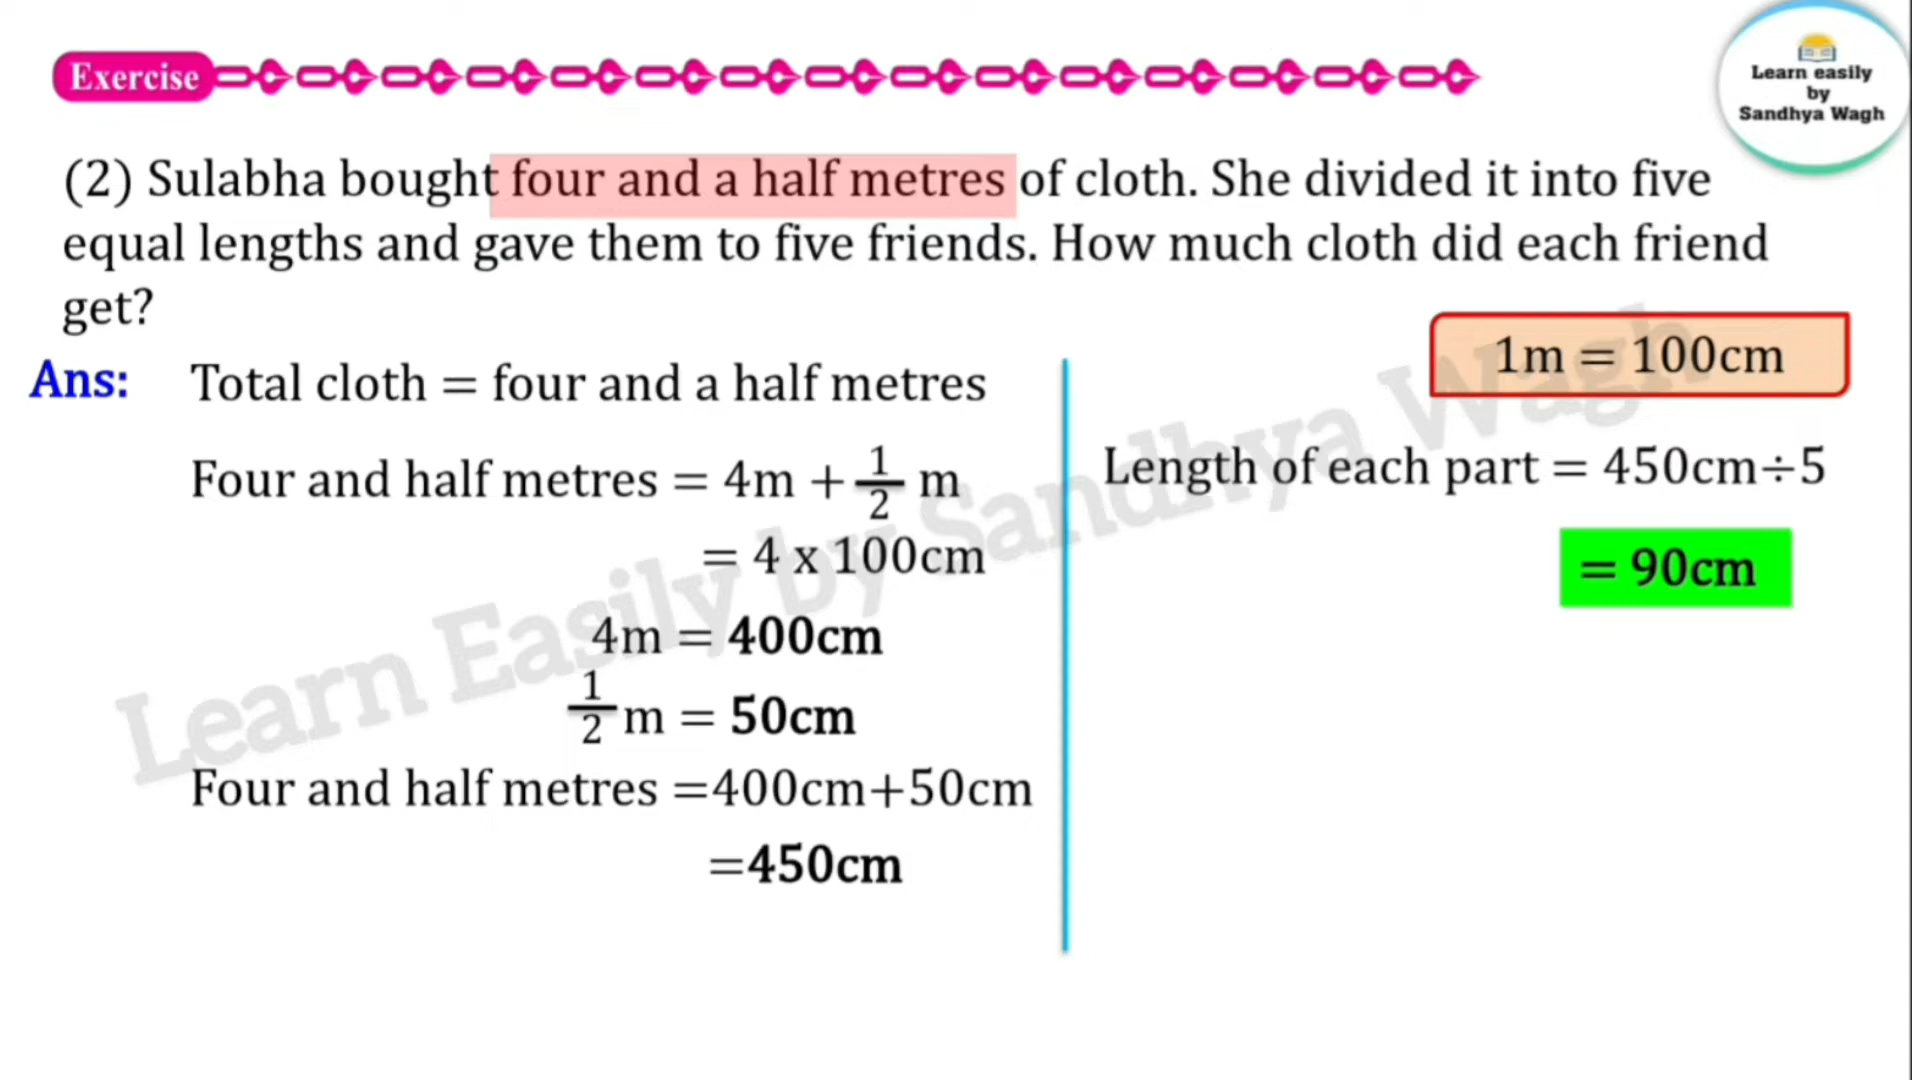 Exercise
Learn easily
by
Sandhya Wagh
(2) Sulabha bought four and a half metres of cloth. She divided it into five
equal lengths and gave them to five friends. How much cloth did each friend
get?
Ans: Total cloth = four and a half metres
Four and half metres = 4m + 1/2 m
= 4 x 100cm
4m = 400cm
1/2 m = 50cm
Four and half metres =400cm+50cm
=450cm
1m = 100cm
Length of each part = 450cm÷5
= 90cm
Learn Easily by Sandhya Wagh